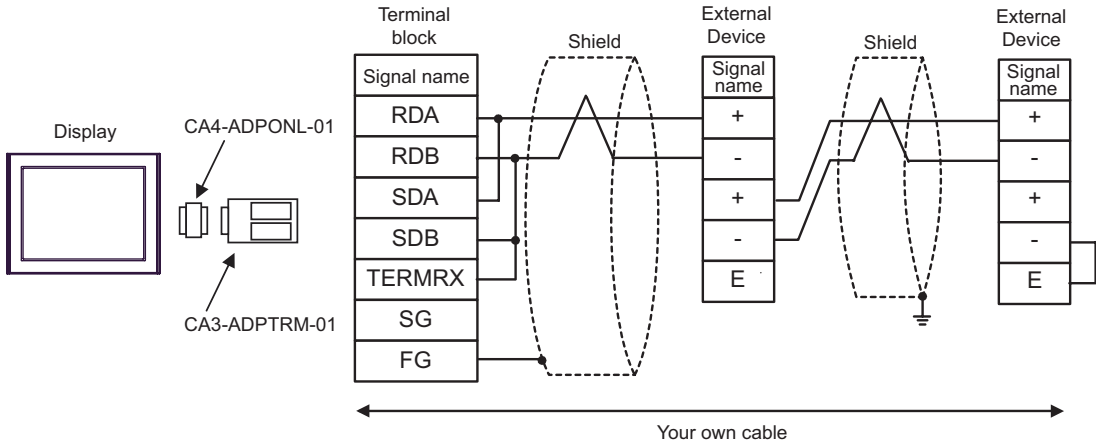 Terminal
block
Shield
External
Device
Shield
External
Device
Signal name
Signal
name
Signal
name
RDA
+
+
Display
CA4-ADPONL-01
RDB
-
-
SDA
+
+
SDB
-
-
TERMRX
E
E
CA3-ADPTRM-01
SG
FG
Your own cable